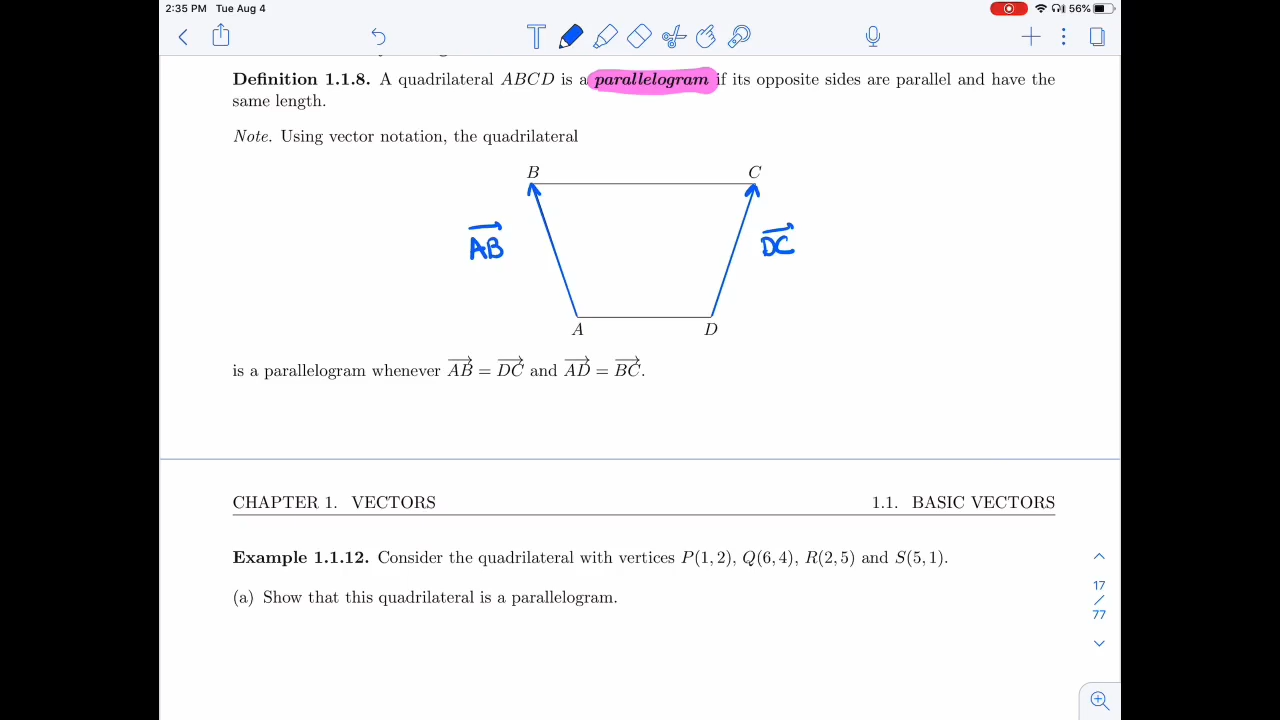 2:35 PM Tue Aug 4
56%
T
Definition 1.1.8. A quadrilateral ABCD is a parallelogram if its opposite sides are parallel and have the
same length.
Note. Using vector notation, the quadrilateral
B C
AB DC
A D
is a parallelogram whenever AB = DC and AD = BC.
CHAPTER 1. VECTORS 1.1. BASIC VECTORS
Example 1.1.12. Consider the quadrilateral with vertices P(1, 2), Q(6, 4), R(2, 5) and S(5, 1).
(a) Show that this quadrilateral is a parallelogram.
17
/
77